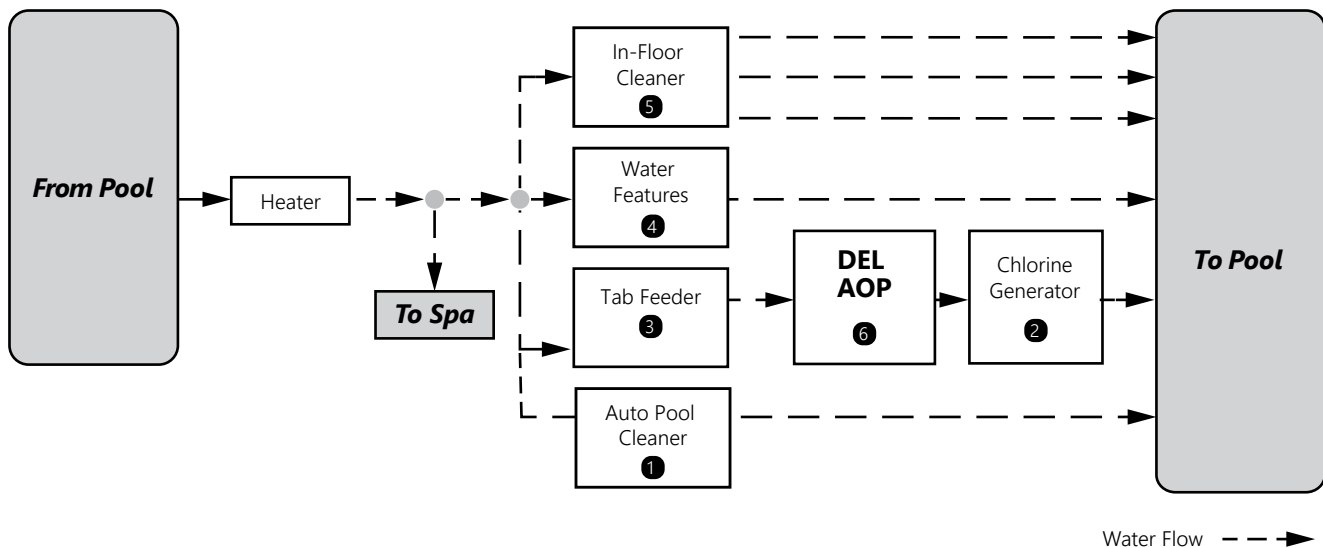 From Pool
Heater
To Spa
In-Floor
Cleaner
5
Water
Features
4
Tab Feeder
3
Auto Pool
Cleaner
1
DEL
AOP
6
Chlorine
Generator
2
To Pool
Water Flow